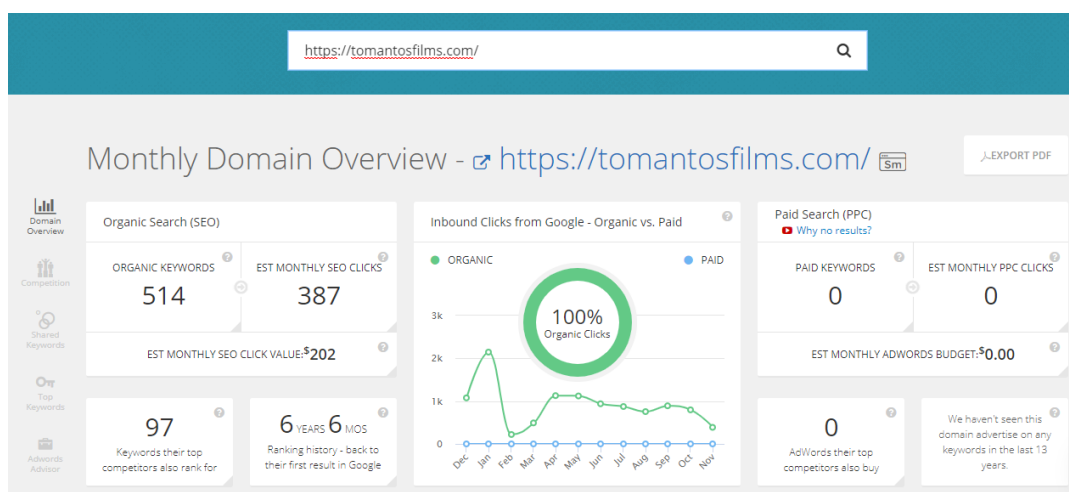 https://tomantosfilms.com/
Monthly Domain Overview - https://tomantosfilms.com/ Sm
EXPORT PDF
Domain
Overview
Competition
Shared
Keywords
Top
Keywords
Adwords
Advisor
Organic Search (SEO)
ORGANIC KEYWORDS ?
514
EST MONTHLY SEO CLICKS ?
387
EST MONTHLY SEO CLICK VALUE:$202 ?
97 ?
Keywords their top
competitors also rank for
6 YEARS 6 MOS ?
Ranking history - back to
their first result in Google
Inbound Clicks from Google - Organic vs. Paid ?
ORGANIC
PAID
100%
Organic Clicks
3k
2k
1k
0
Dec Jan Feb Mar Apr May Jun Jul Aug Sep Oct Nov
Paid Search (PPC)
Why no results?
PAID KEYWORDS ?
0
EST MONTHLY PPC CLICKS ?
0
EST MONTHLY ADWORDS BUDGET:$0.00 ?
0 ?
AdWords their top
competitors also buy
We haven't seen this ?
domain advertise on any
keywords in the last 13
years.